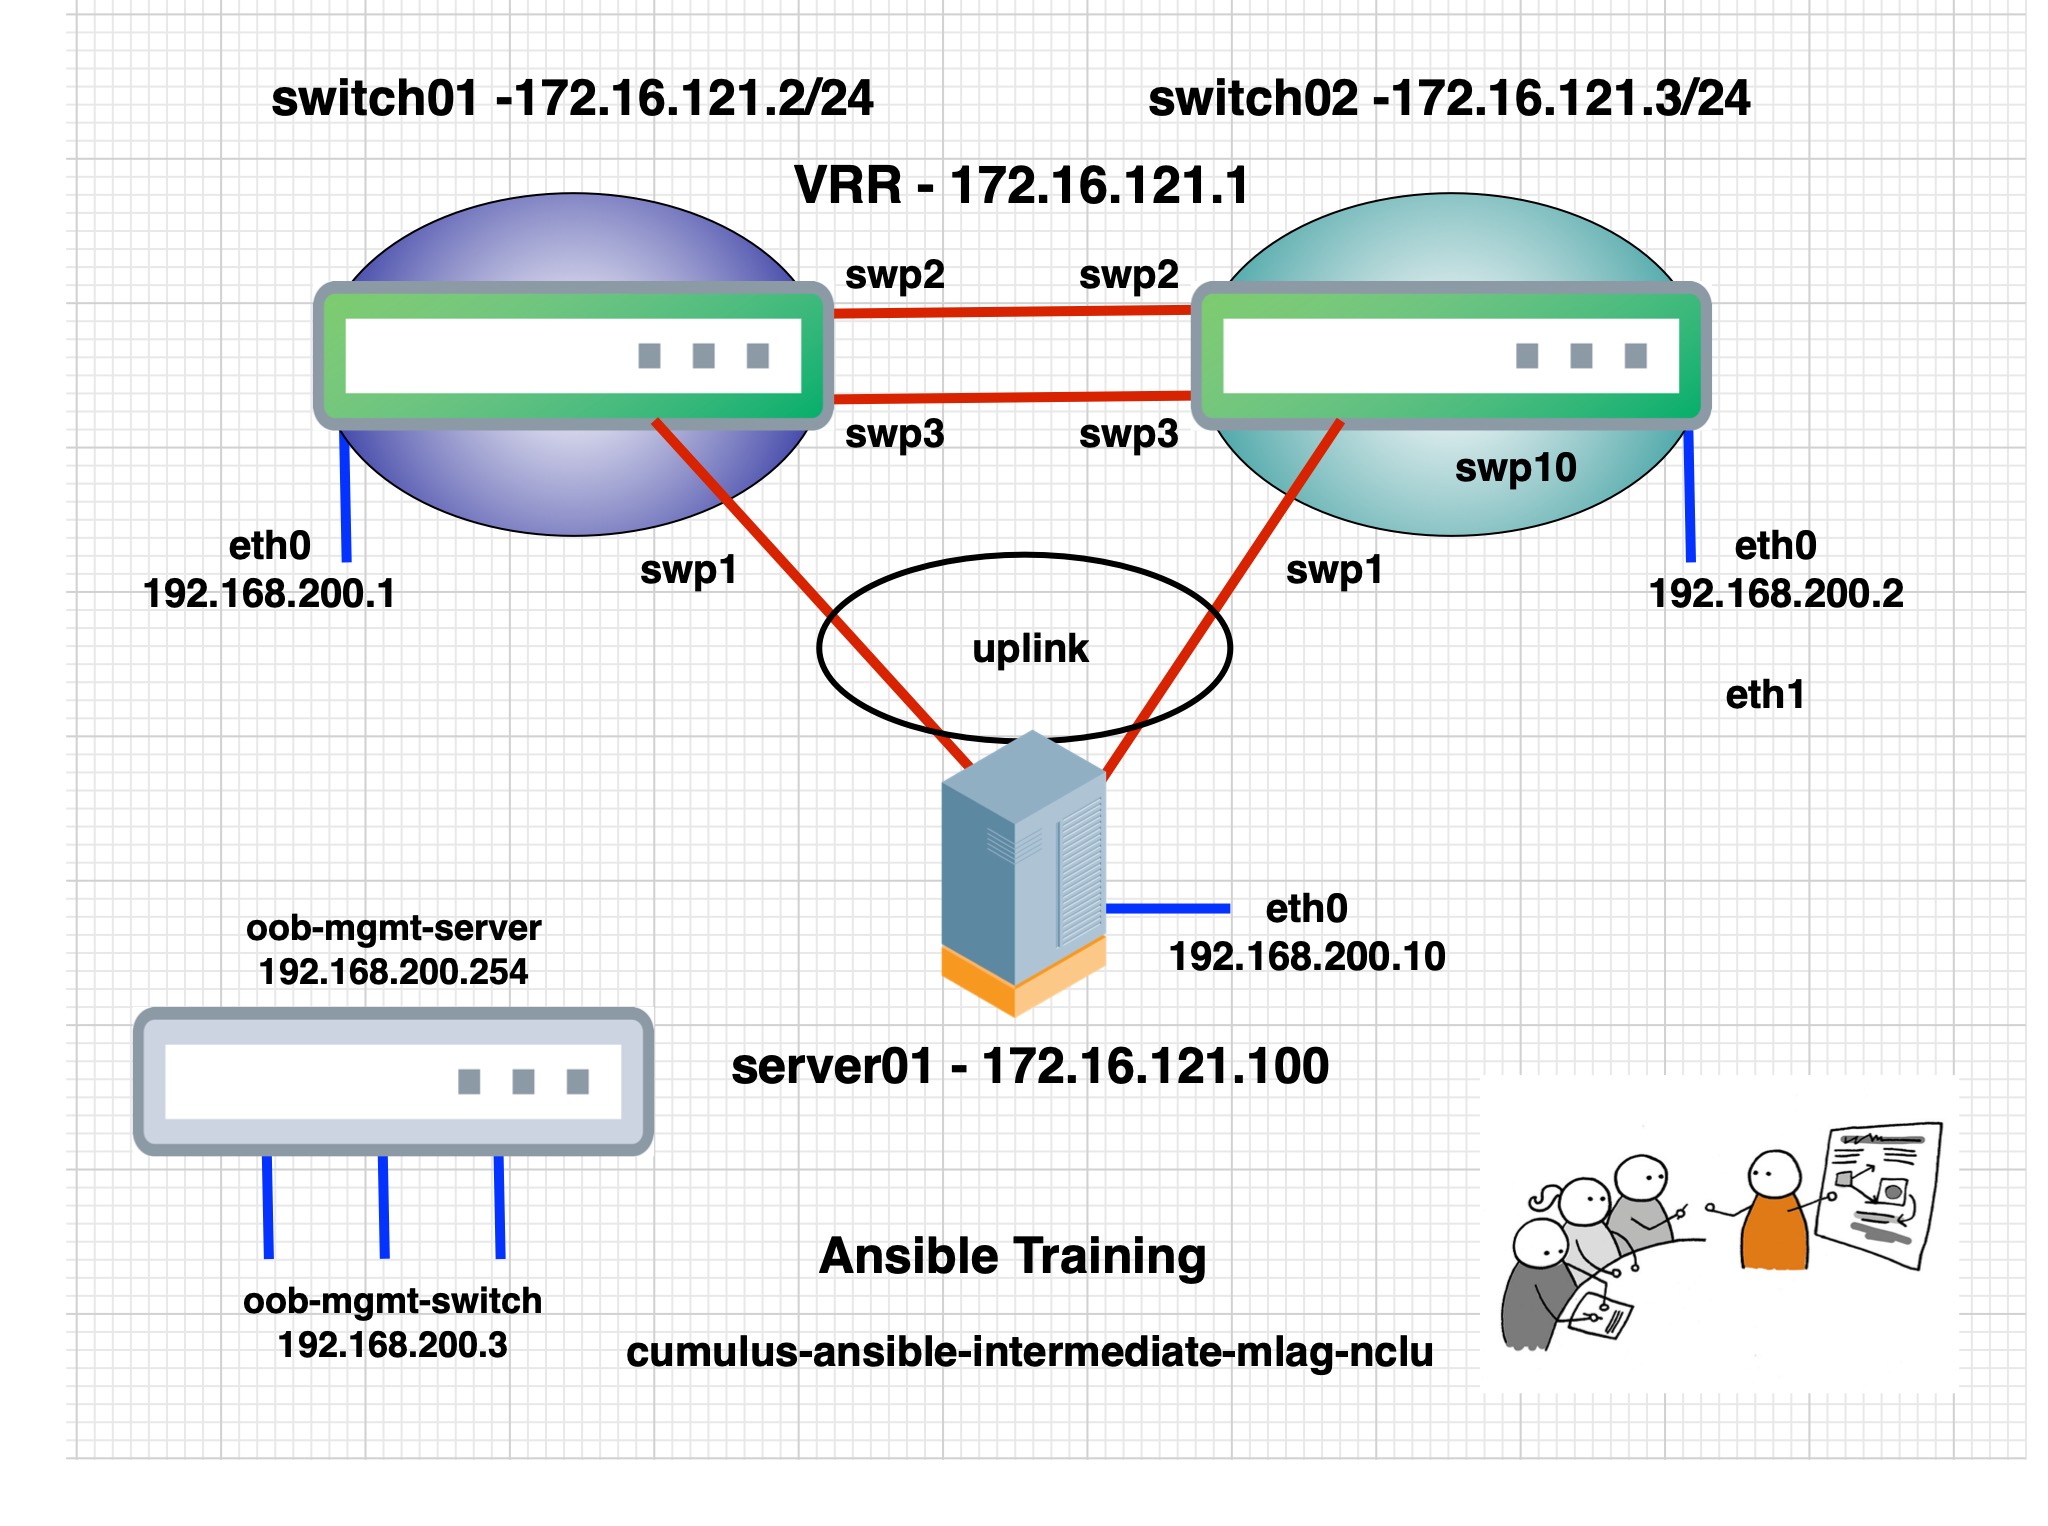 switch01 -172.16.121.2/24
switch02 -172.16.121.3/24
VRR - 172.16.121.1
swp2
swp2
swp3
swp3
swp10
eth0
192.168.200.1
swp1
swp1
eth0
192.168.200.2
uplink
eth1
eth0
192.168.200.10
oob-mgmt-server
192.168.200.254
server01 - 172.16.121.100
Ansible Training
oob-mgmt-switch
192.168.200.3
cumulus-ansible-intermediate-mlag-nclu